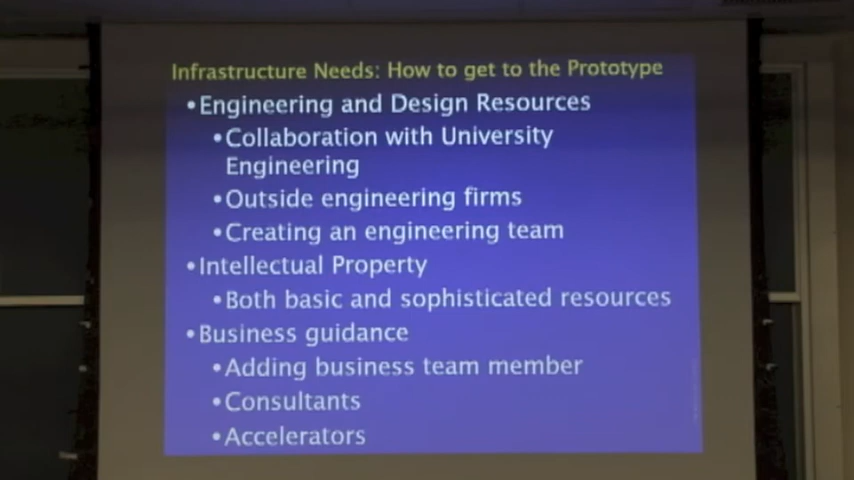 Infrastructure Needs: How to get to the Prototype
•Engineering and Design Resources
•Collaboration with University
Engineering
•Outside engineering firms
•Creating an engineering team
•Intellectual Property
•Both basic and sophisticated resources
•Business guidance
•Adding business team member
•Consultants
•Accelerators